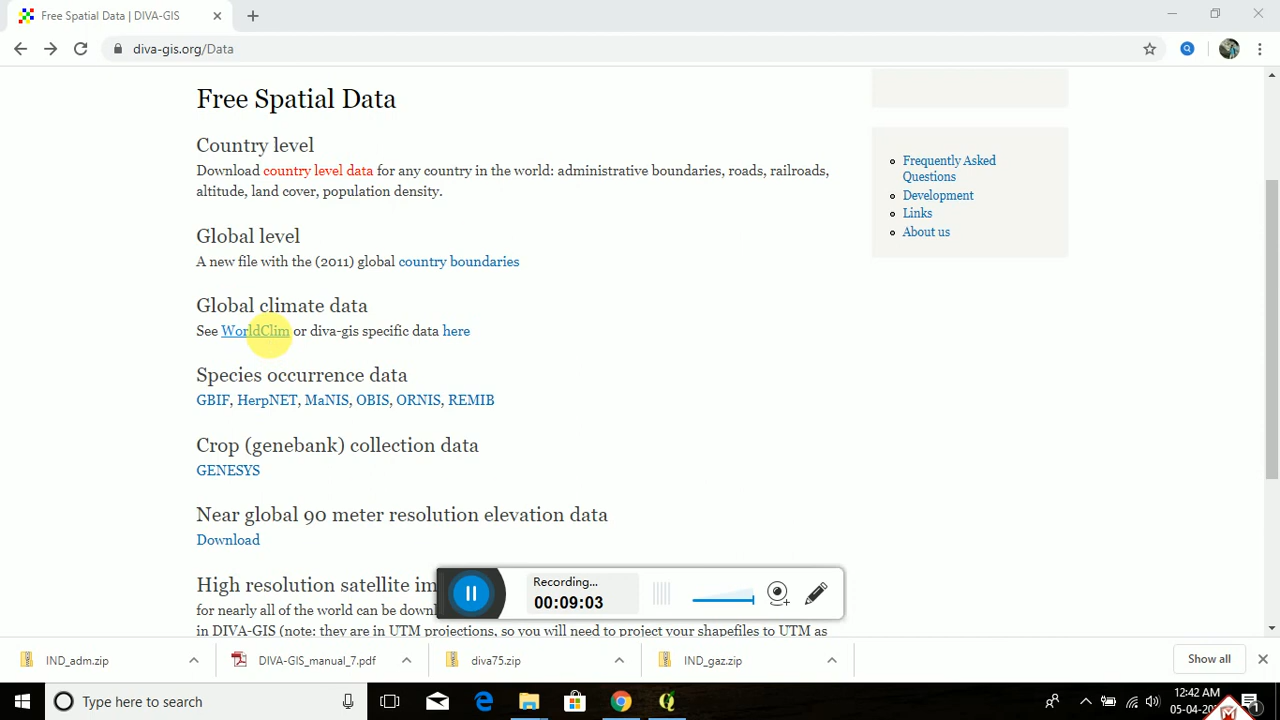 Free Spatial Data | DIVA-GIS
diva-gis.org/Data
Free Spatial Data
Country level
Download country level data for any country in the world: administrative boundaries, roads, railroads,
altitude, land cover, population density.
Global level
A new file with the (2011) global country boundaries
Global climate data
See WorldClim or diva-gis specific data here
Species occurrence data
GBIF, HerpNET, MaNIS, OBIS, ORNIS, REMIB
Crop (genebank) collection data
GENESYS
Near global 90 meter resolution elevation data
Download
High resolution satellite im
for nearly all of the world can be downl
in DIVA-GIS (note: they are in UTM projections, so you will need to project your shapefiles to UTM as
Frequently Asked
Questions
Development
Links
About us
Recording...
00:09:03
IND_adm.zip
DIVA-GIS_manual_7.pdf
diva75.zip
IND_gaz.zip
Show all
Type here to search
12:42 AM
05-04-
1